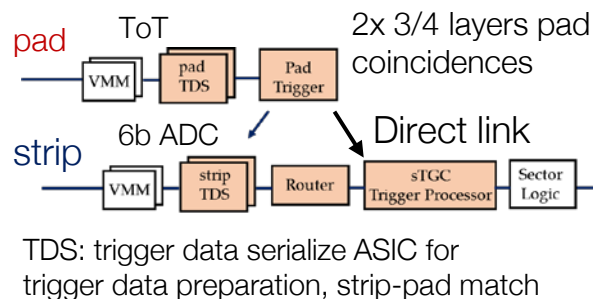 pad
ToT
2x 3/4 layers pad
coincidences
VMM
pad
TDS
Pad
Trigger
strip
6b ADC
Direct link
VMM
strip
TDS
Router
sTGC
Trigger Processor
Sector
Logic
TDS: trigger data serialize ASIC for
trigger data preparation, strip-pad match